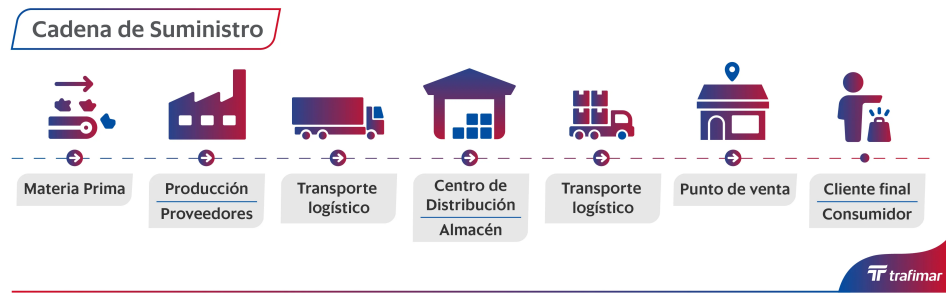 Cadena de Suministro
Materia Prima
Producción
Proveedores
Transporte
logístico
Centro de
Distribución
Almacén
Transporte
logístico
Punto de venta
Cliente final
Consumidor
trafimar